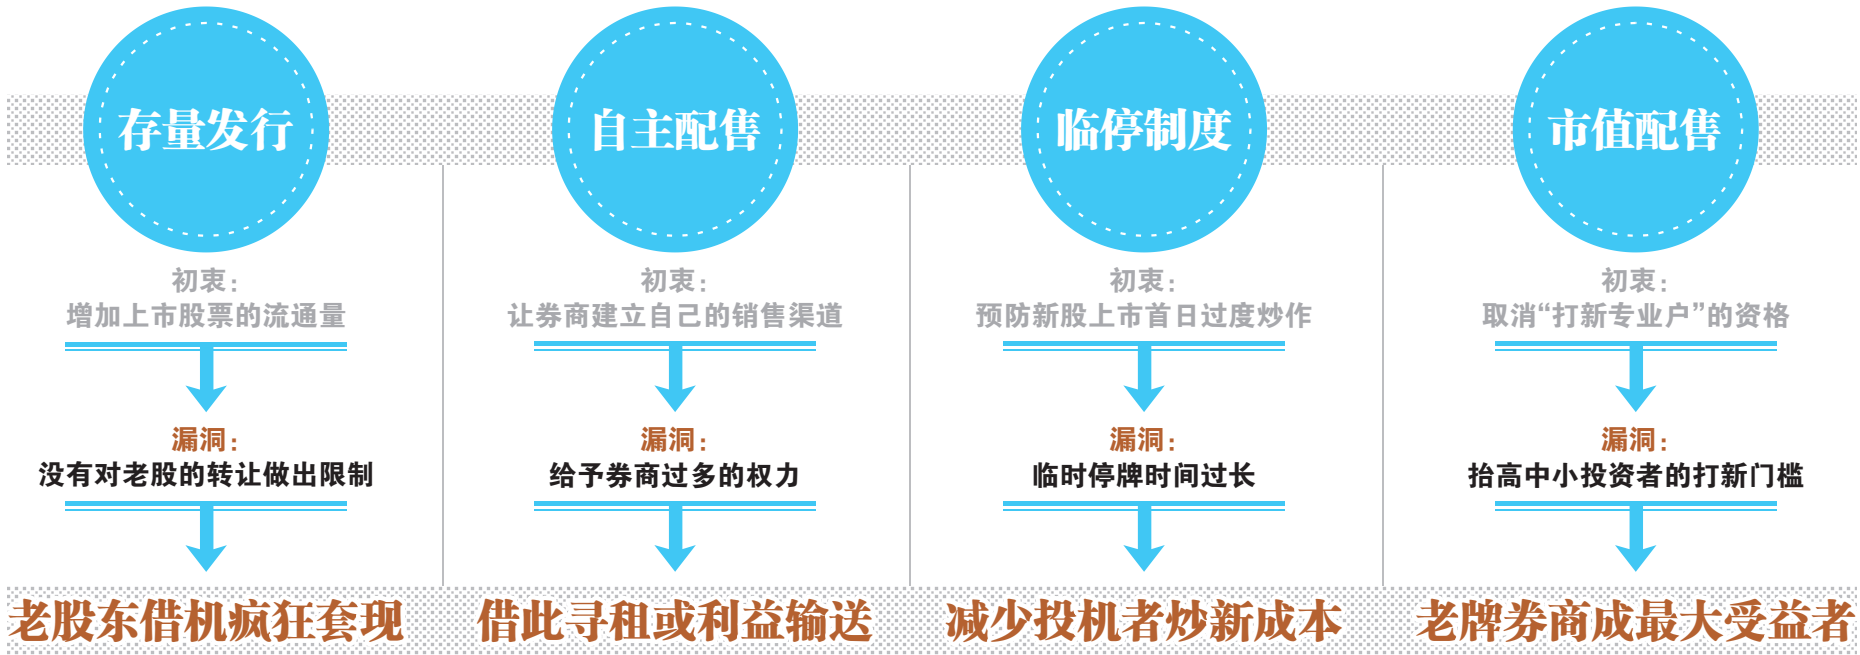 存量发行
初衷：
增加上市股票的流通量
漏洞：
没有对老股的转让做出限制
老股东借机疯狂套现
自主配售
初衷：
让券商建立自己的销售渠道
漏洞：
给予券商过多的权力
借此寻租或利益输送
临停制度
初衷：
预防新股上市首日过度炒作
漏洞：
临时停牌时间过长
减少投机者炒新成本
市值配售
初衷：
取消“打新专业户”的资格
漏洞：
抬高中小投资者的打新门槛
老牌券商成最大受益者